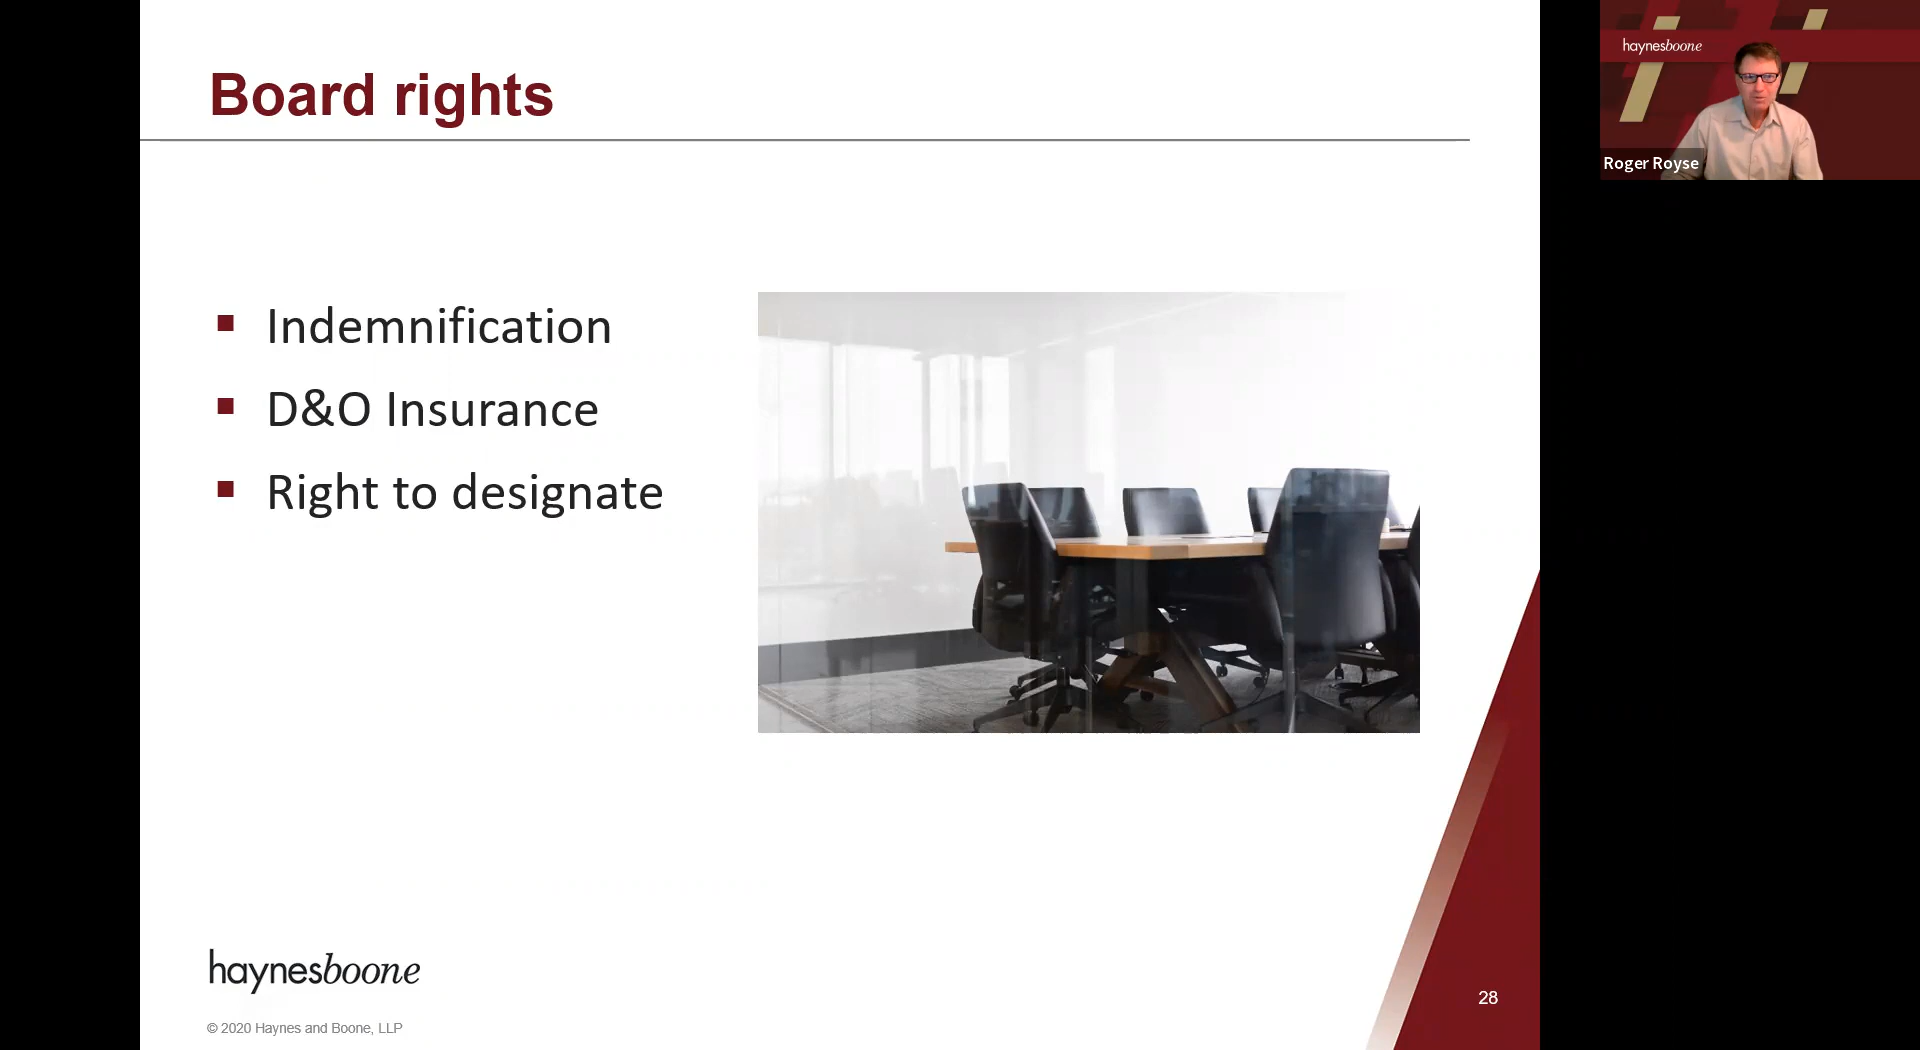 Board rights
Indemnification
D&O Insurance
Right to designate
haynesboone
© 2020 Haynes and Boone, LLP
28
haynesboone
Roger Royse